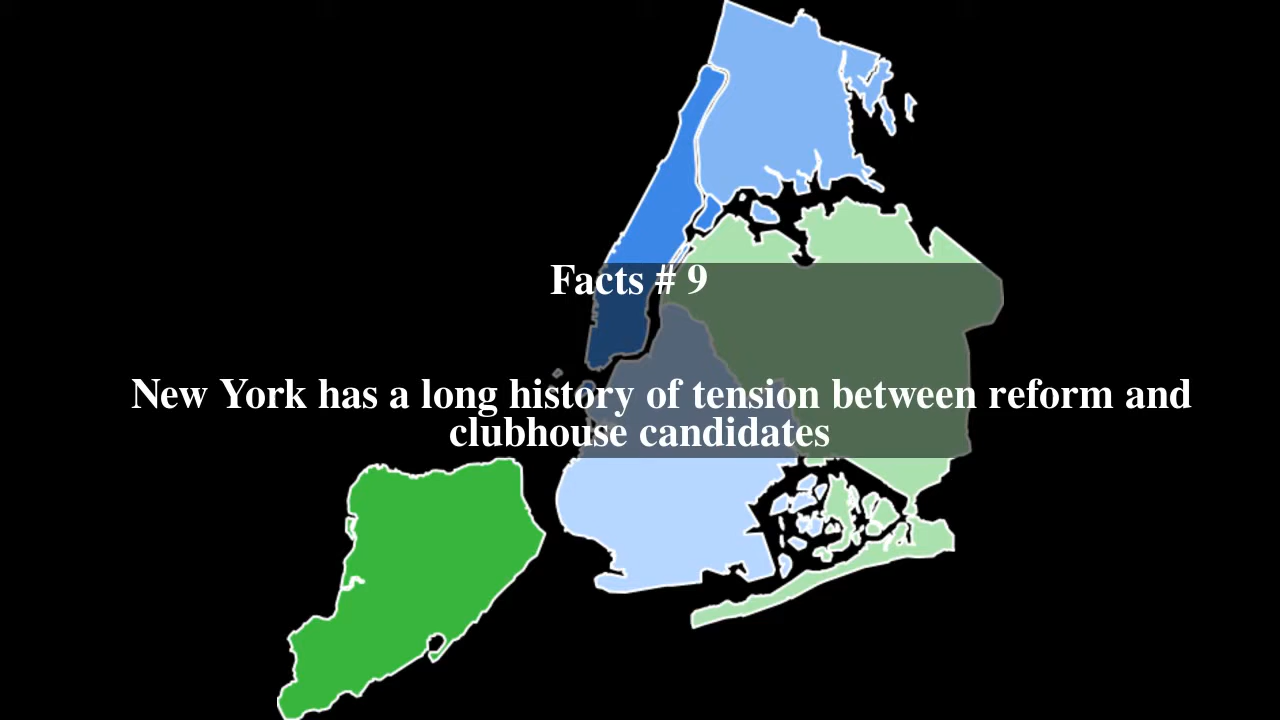 Facts # 9
New York has a long history of tension between reform and
clubhouse candidates